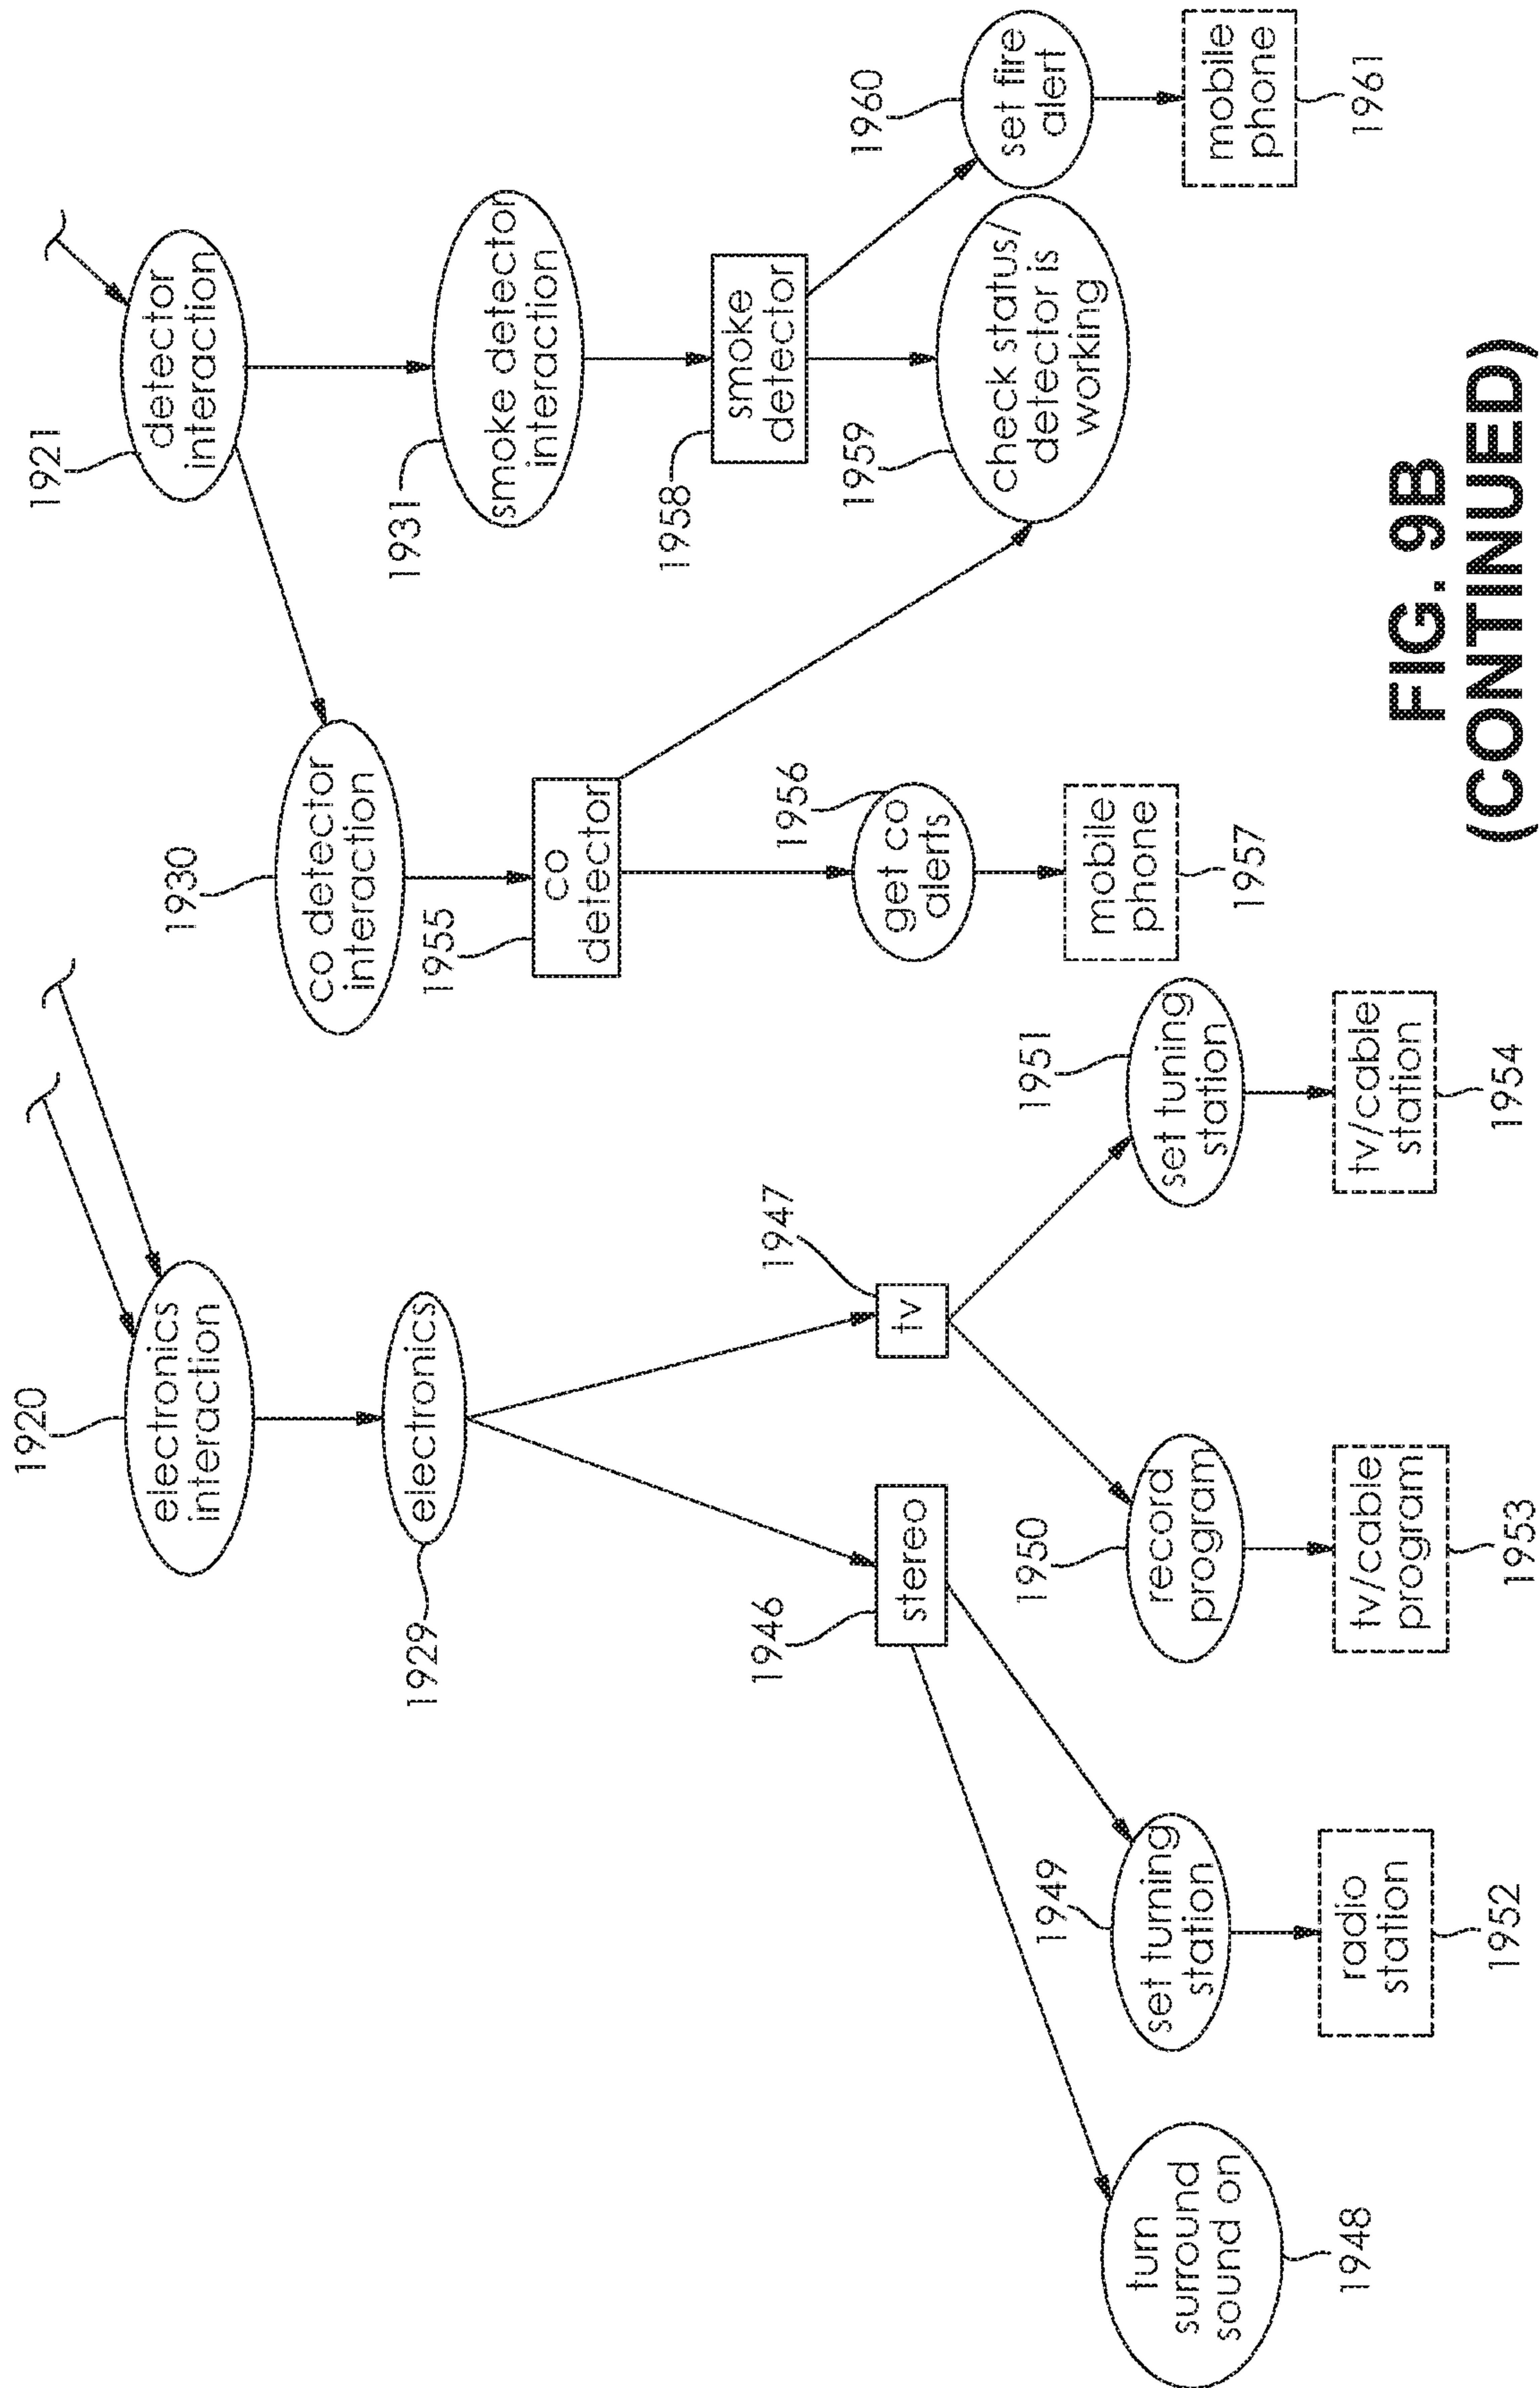 1920
electronics
interaction
1929
electronics
1946
stereo
1947
tv
turn
surround
sound on
1948
1949
set turning
station
radio
station
1952
1950
record
program
tv/cable
program
1953
1951
set tuning
station
tv/cable
station
1954
1921
detector
interaction
1930
co detector
interaction
1955
co
detector
1956
get co
alerts
mobile
phone
1957
1931
smoke detector
interaction
1958
smoke
detector
1959
check status/
detector is
working
1960
set fire
alert
mobile
phone
1961
FIG. 9B
(CONTINUED)